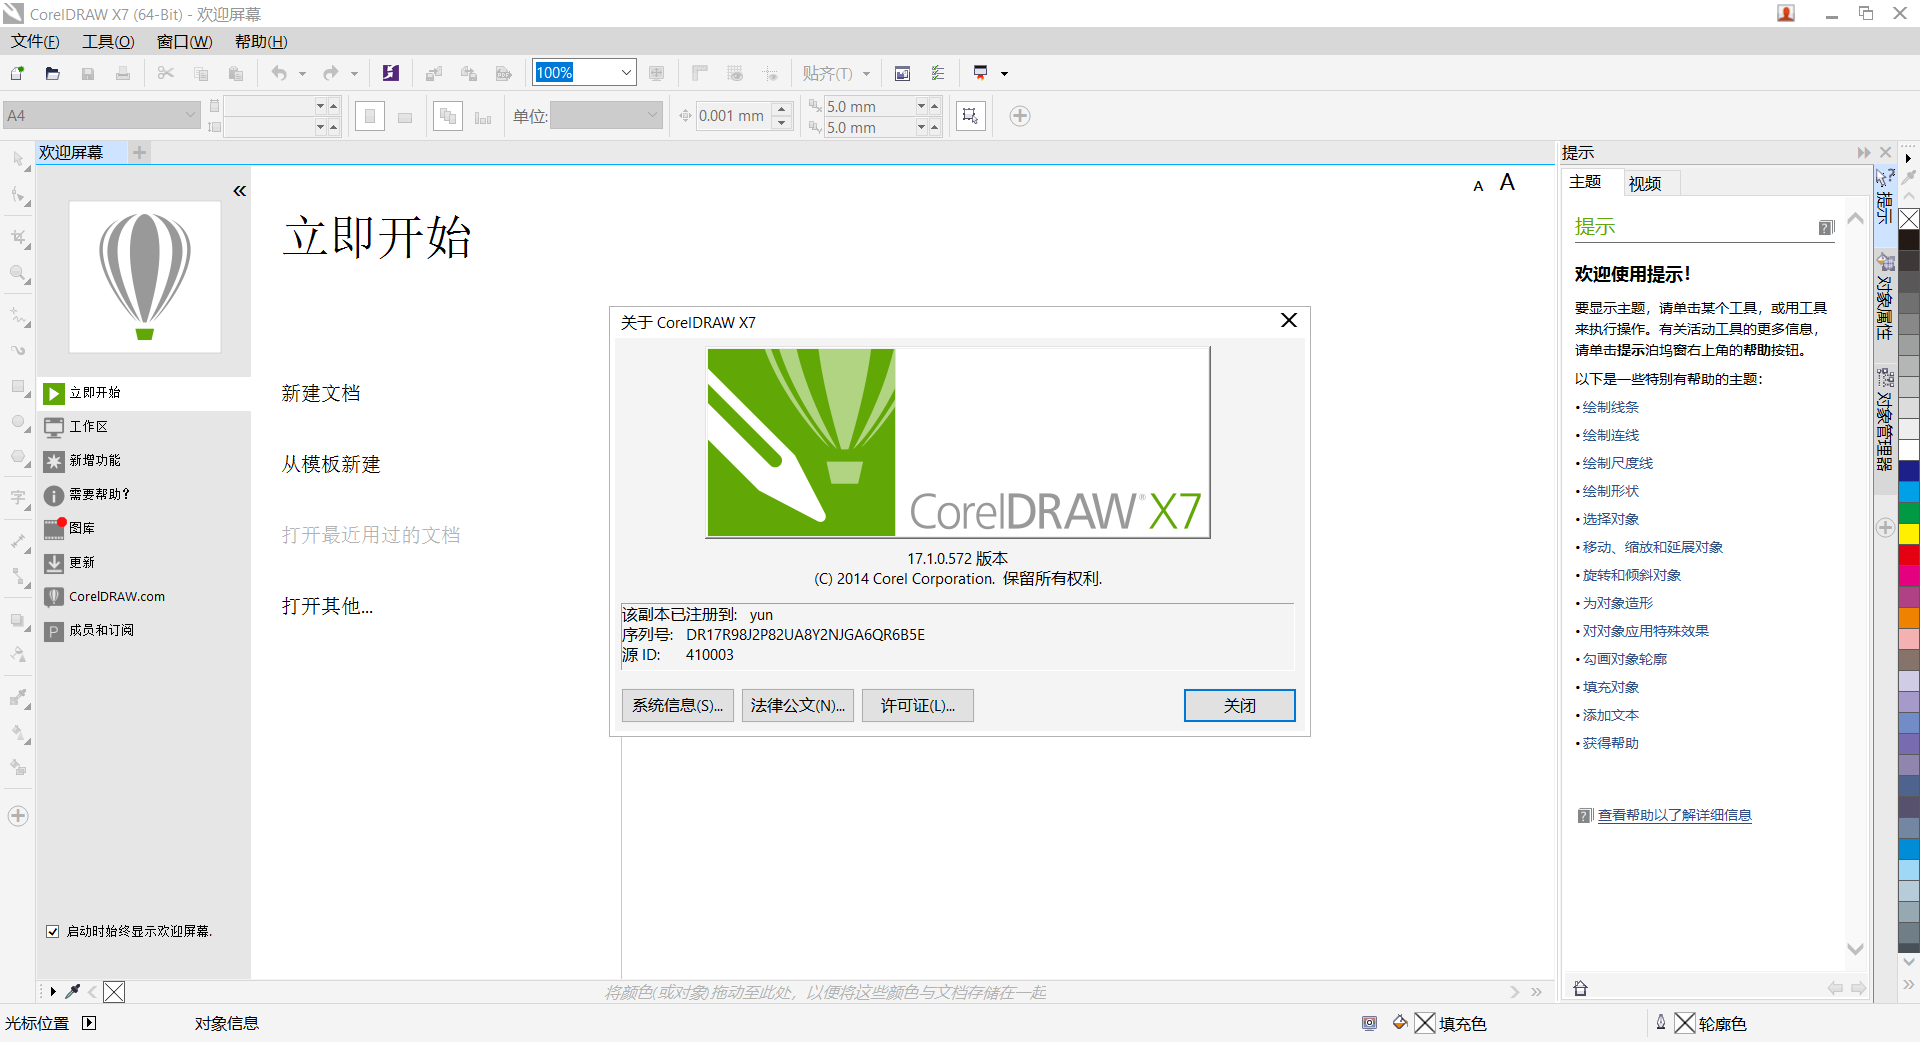 CorelDRAW X7 (64-Bit) - 欢迎屏幕
文件(F) 工具(O) 窗口(W) 帮助(H)
100% 贴齐(T)
A4 单位: 0.001 mm 5.0 mm
5.0 mm
欢迎屏幕
«
A A
立即开始
新建文档
从模板新建
打开最近用过的文档
打开其他...
立即开始
工作区
新增功能
需要帮助?
图库
更新
CorelDRAW.com
成员和订阅
启动时始终显示欢迎屏幕.
关于 CorelDRAW X7
CorelDRAW® X7
17.1.0.572 版本
(C) 2014 Corel Corporation. 保留所有权利.
该副本已注册到: yun
序列号: DR17R98J2P82UA8Y2NJGA6QR6B5E
源 ID: 410003
系统信息(S)... 法律公文(N)... 许可证(L)... 关闭
提示
主题 视频
提示
欢迎使用提示!
要显示主题，请单击某个工具，或用工具
来执行操作。有关活动工具的更多信息，
请单击提示泊坞窗右上角的帮助按钮。
以下是一些特别有帮助的主题:
•绘制线条
•绘制连线
•绘制尺度线
•绘制形状
•选择对象
•移动、缩放和延展对象
•旋转和倾斜对象
•为对象造形
•对对象应用特殊效果
•勾画对象轮廓
•填充对象
•添加文本
•获得帮助
查看帮助以了解详细信息
提示
对象属性
对象管理器
将颜色(或对象)拖动至此处，以便将这些颜色与文档存储在一起
光标位置 对象信息 填充色 轮廓色